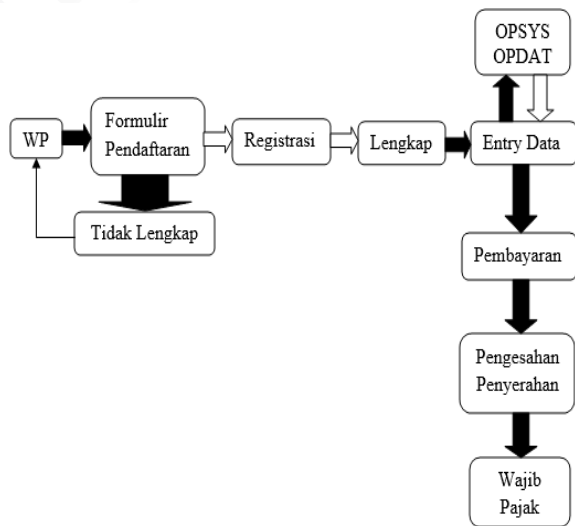 OPSYS
OPDAT
WP
Formulir
Pendaftaran
Registrasi
Lengkap
Entry Data
Tidak Lengkap
Pembayaran
Pengesahan
Penyerahan
Wajib
Pajak